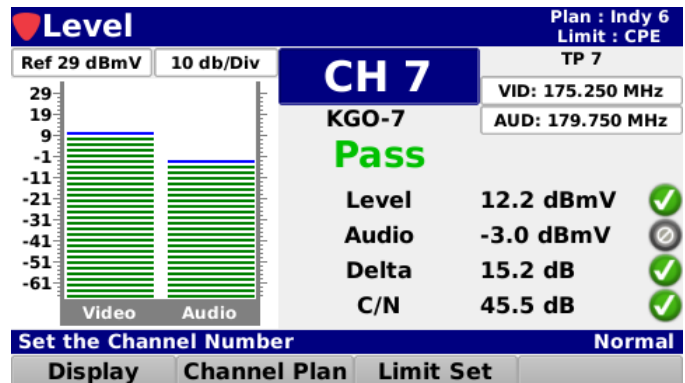 Level
Plan : Indy 6
Limit : CPE
Ref 29 dBmV
10 db/Div
CH 7
TP 7
VID: 175.250 MHz
KGO-7
AUD: 179.750 MHz
Pass
29
19
9
-1
-11
-21
-31
-41
-51
-61
Video Audio
Level 12.2 dBmV
Audio -3.0 dBmV
Delta 15.2 dB
C/N 45.5 dB
Set the Channel Number
Normal
Display Channel Plan Limit Set